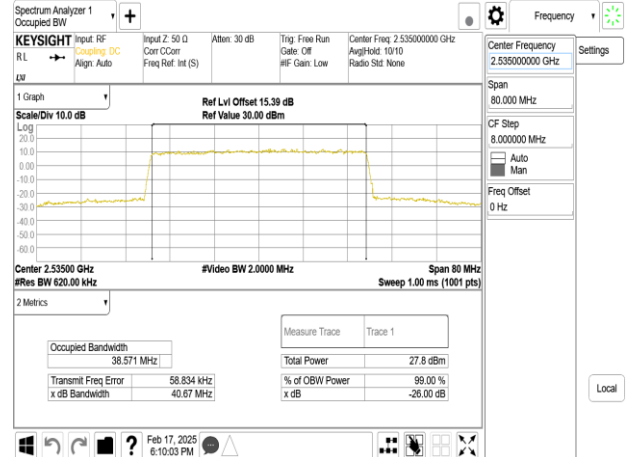 Spectrum Analyzer 1
Occupied BW
Frequency
KEYSIGHT
RL
Input: RF
Coupling: DC
Align: Auto
Input Z: 50 Ω
Corr CCorr
Freq Ref: Int (S)
Atten: 30 dB
Trig: Free Run
Gate: Off
#IF Gain: Low
Center Freq: 2.535000000 GHz
Avg|Hold: 10/10
Radio Std: None
Center Frequency
2.535000000 GHz
Settings
Span
80.000 MHz
CF Step
8.000000 MHz
Auto
Man
Freq Offset
0 Hz
1 Graph
Scale/Div 10.0 dB
Ref Lvl Offset 15.39 dB
Ref Value 30.00 dBm
Log
20.0
10.0
0.00
-10.0
-20.0
-30.0
-40.0
-50.0
-60.0
Center 2.53500 GHz
#Res BW 620.00 kHz
#Video BW 2.0000 MHz
Span 80 MHz
Sweep 1.00 ms (1001 pts)
2 Metrics
Measure Trace Trace 1
Occupied Bandwidth
38.571 MHz
Total Power 27.8 dBm
Transmit Freq Error 58.834 kHz
% of OBW Power 99.00 %
x dB Bandwidth 40.67 MHz
x dB -26.00 dB
Local
?
Feb 17, 2025
6:10:03 PM